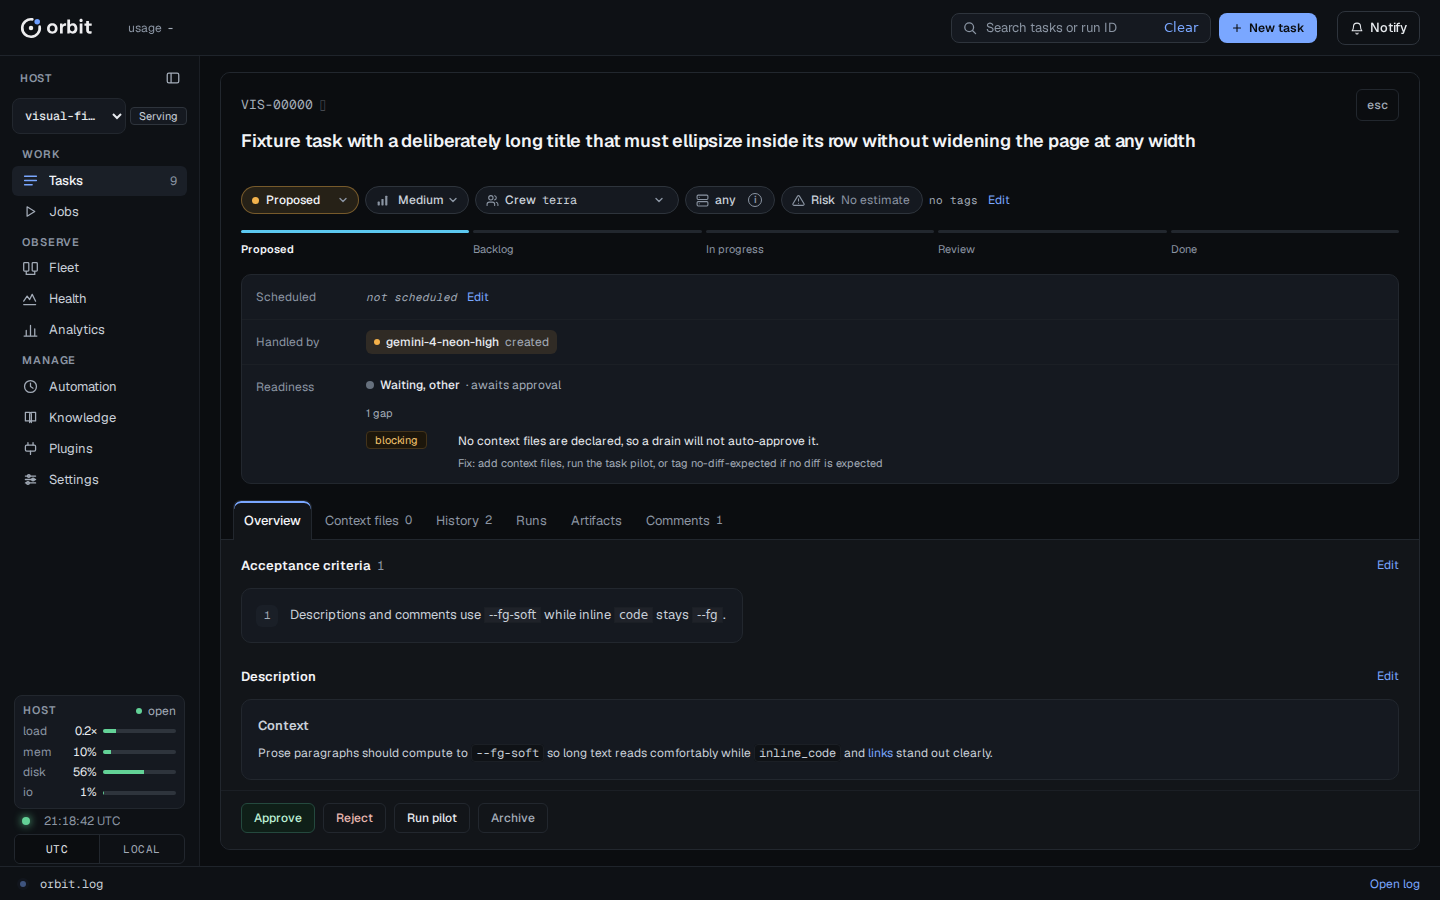 orbit
usage -
Search tasks or run ID
Clear
+ New task
Notify
HOST
visual-fi…
Serving
WORK
Tasks 9
Jobs
OBSERVE
Fleet
Health
Analytics
MANAGE
Automation
Knowledge
Plugins
Settings
HOST open
load 0.2×
mem 10%
disk 56%
io 1%
21:18:42 UTC
UTC LOCAL
VIS-00000
esc
Fixture task with a deliberately long title that must ellipsize inside its row without widening the page at any width
Proposed Medium Crew terra any Risk No estimate no tags Edit
Proposed Backlog In progress Review Done
Scheduled not scheduled Edit
Handled by gemini-4-neon-high created
Readiness Waiting, other · awaits approval
1 gap
blocking No context files are declared, so a drain will not auto-approve it.
Fix: add context files, run the task pilot, or tag no-diff-expected if no diff is expected
Overview Context files 0 History 2 Runs Artifacts Comments 1
Acceptance criteria 1 Edit
1 Descriptions and comments use --fg-soft while inline code stays --fg.
Description Edit
Context
Prose paragraphs should compute to --fg-soft so long text reads comfortably while inline_code and links stand out clearly.
Approve Reject Run pilot Archive
orbit.log Open log